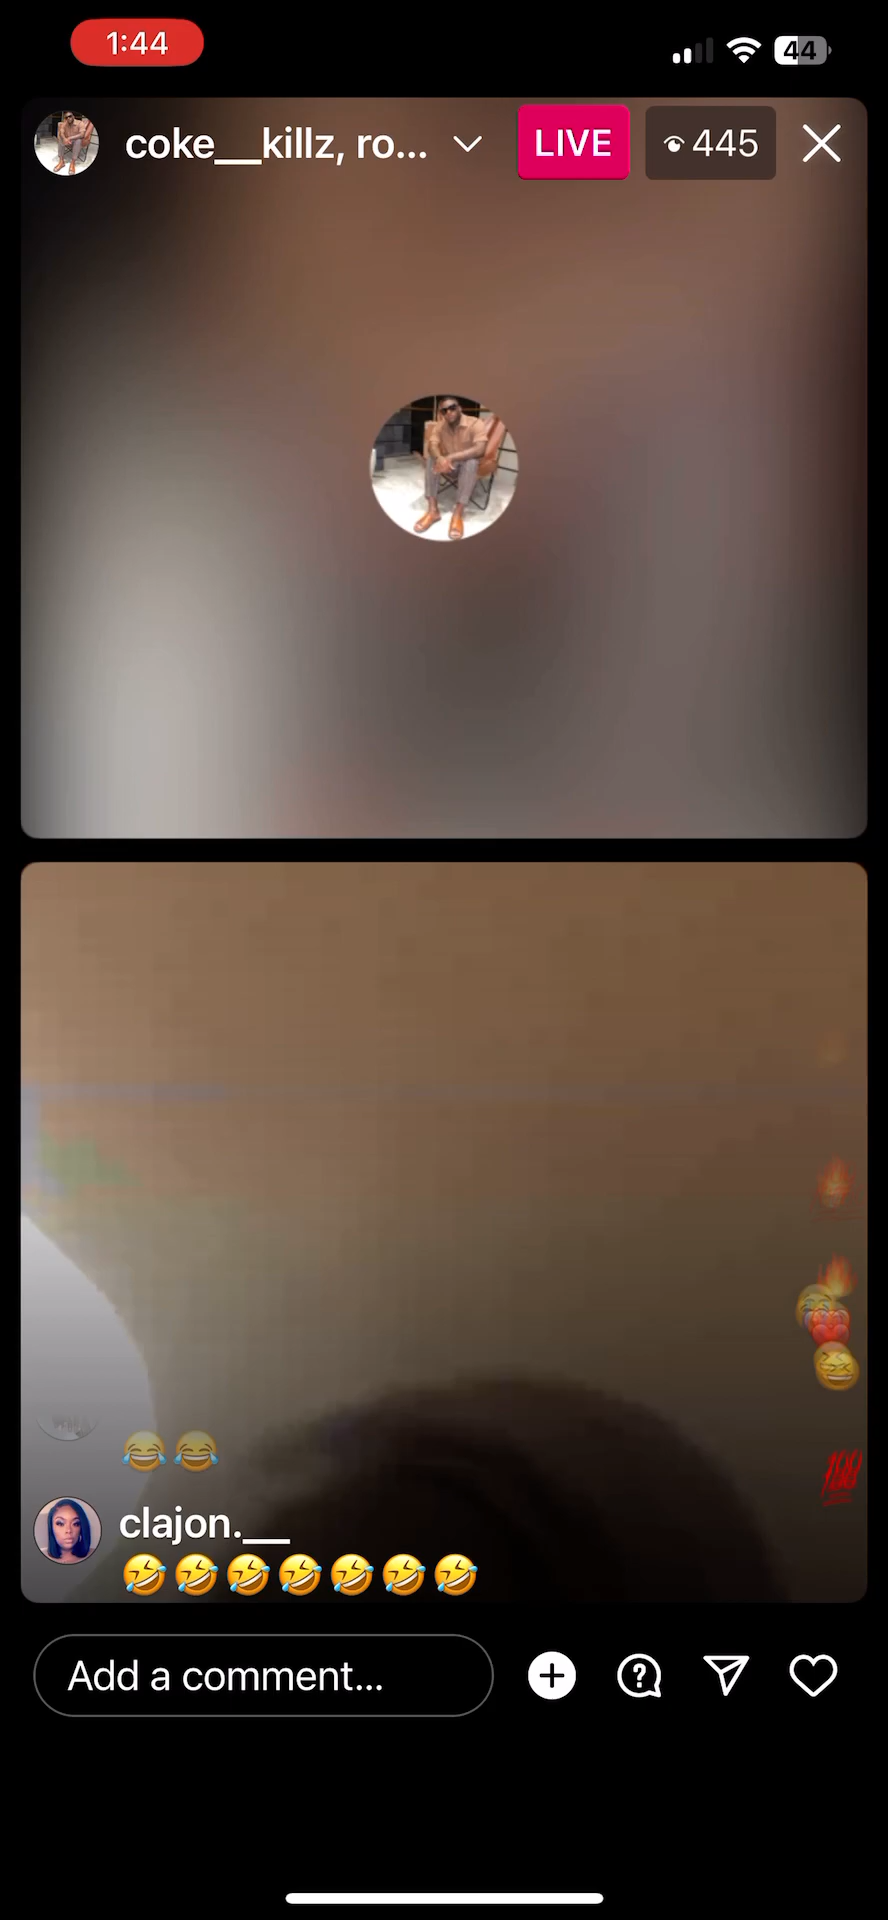 1:44
44
coke__killz, ro...
LIVE
445
😂😂
💯
clajon.__
🤣🤣🤣🤣🤣🤣🤣
Add a comment...